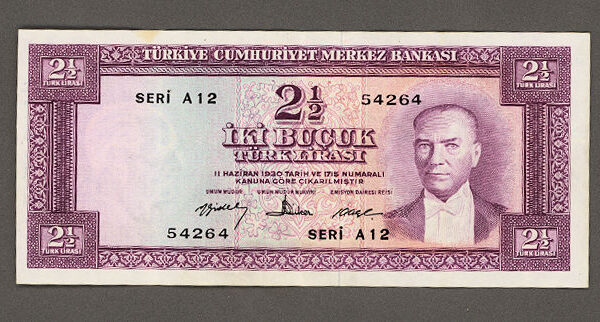 TÜRKİYE CUMHURİYET MERKEZ BANKASI
2½ TÜRK LİRASI
2½ TÜRK LİRASI
SERİ A 12 2½ 54264
İKİ BUÇUK
TÜRK LİRASI
11 HAZİRAN 1930 TARİH VE 1715 NUMARALI
KANUNA GÖRE ÇIKARILMIŞTIR
UMUM MÜDÜR UMUM MÜDÜR MUAVİNİ EMİSYON DAİRESİ REİSİ
54264 SERİ A 12
2½ TÜRK LİRASI
2½ TÜRK LİRASI